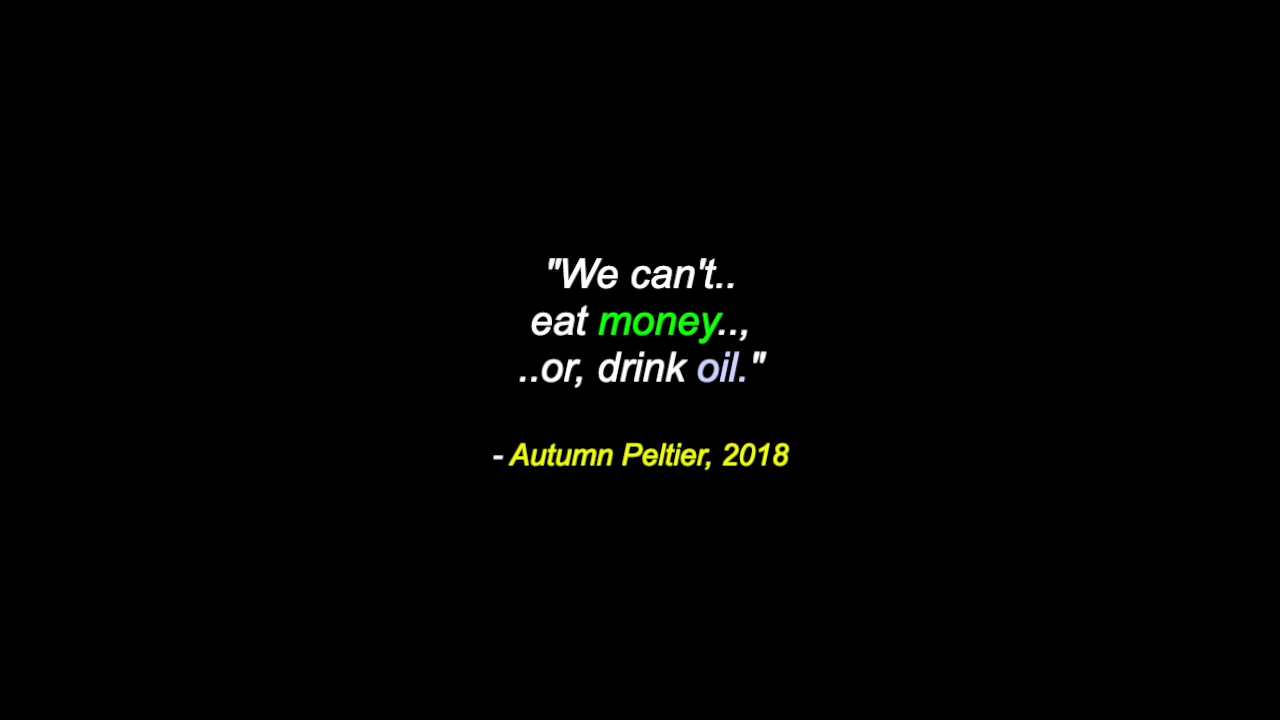 "We can't..
eat money..,
..or, drink oil."
- Autumn Peltier, 2018